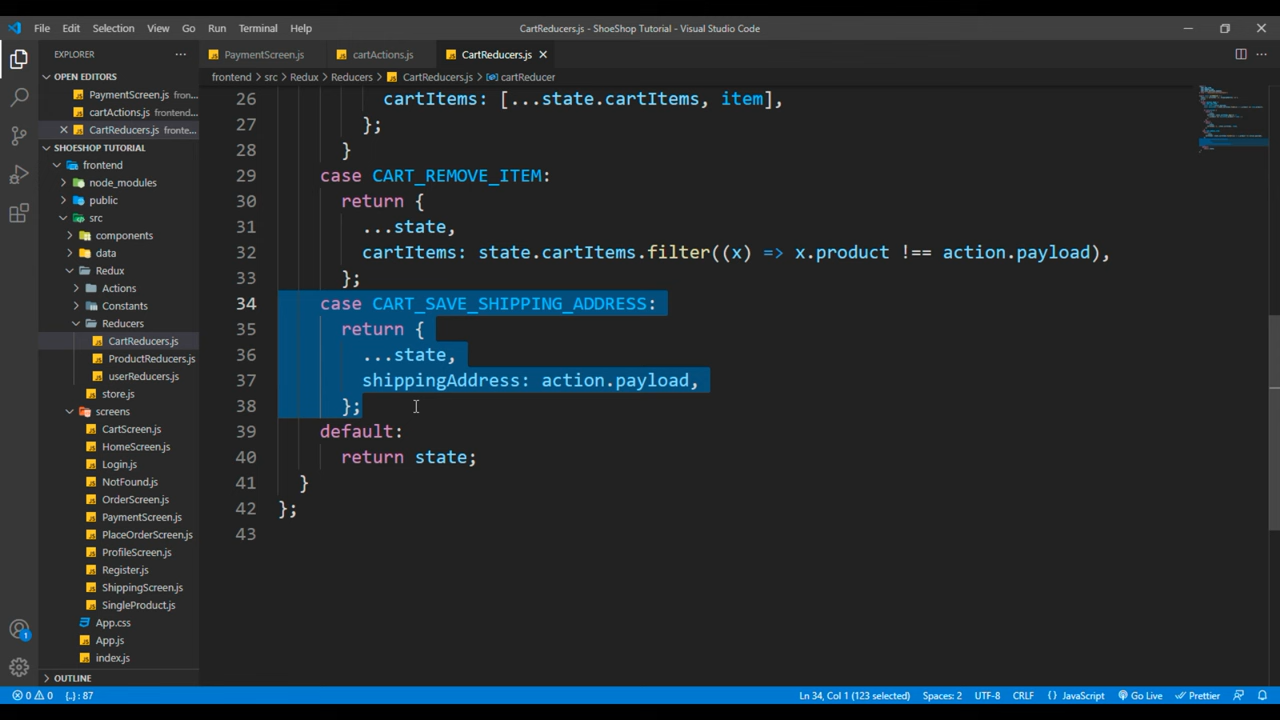 File Edit Selection View Go Run Terminal Help
CartReducers.js - ShoeShop Tutorial - Visual Studio Code
EXPLORER
PaymentScreen.js
cartActions.js
CartReducers.js
OPEN EDITORS
frontend > src > Redux > Reducers > CartReducers.js > cartReducer
PaymentScreen.js fron...
cartActions.js frontend...
CartReducers.js fronte...
SHOESHOP TUTORIAL
frontend
node_modules
public
src
components
data
Redux
Actions
Constants
Reducers
CartReducers.js
ProductReducers.js
userReducers.js
store.js
screens
CartScreen.js
HomeScreen.js
Login.js
NotFound.js
OrderScreen.js
PaymentScreen.js
PlaceOrderScreen.js
ProfileScreen.js
Register.js
ShippingScreen.js
SingleProduct.js
App.css
App.js
index.js
OUTLINE
26 cartItems: [...state.cartItems, item],
27 };
28 }
29 case CART_REMOVE_ITEM:
30 return {
31 ...state,
32 cartItems: state.cartItems.filter((x) => x.product !== action.payload),
33 };
34 case CART_SAVE_SHIPPING_ADDRESS:
35 return {
36 ...state,
37 shippingAddress: action.payload,
38 };
39 default:
40 return state;
41 }
42 };
43
1
0 0 {..} : 87
Ln 34, Col 1 (123 selected) Spaces: 2 UTF-8 CRLF {} JavaScript Go Live Prettier